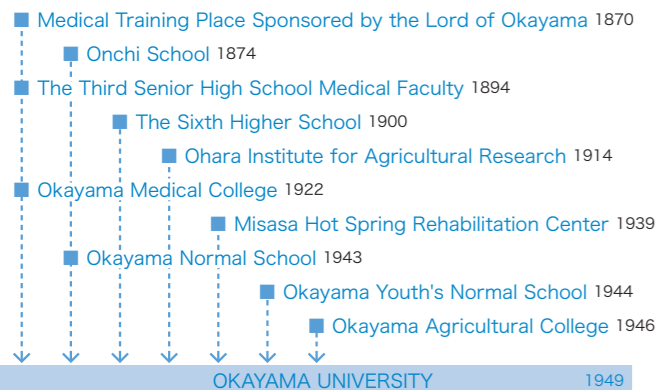 Medical Training Place Sponsored by the Lord of Okayama 1870
Onchi School 1874
The Third Senior High School Medical Faculty 1894
The Sixth Higher School 1900
Ohara Institute for Agricultural Research 1914
Okayama Medical College 1922
Misasa Hot Spring Rehabilitation Center 1939
Okayama Normal School 1943
Okayama Youth's Normal School 1944
Okayama Agricultural College 1946
OKAYAMA UNIVERSITY 1949